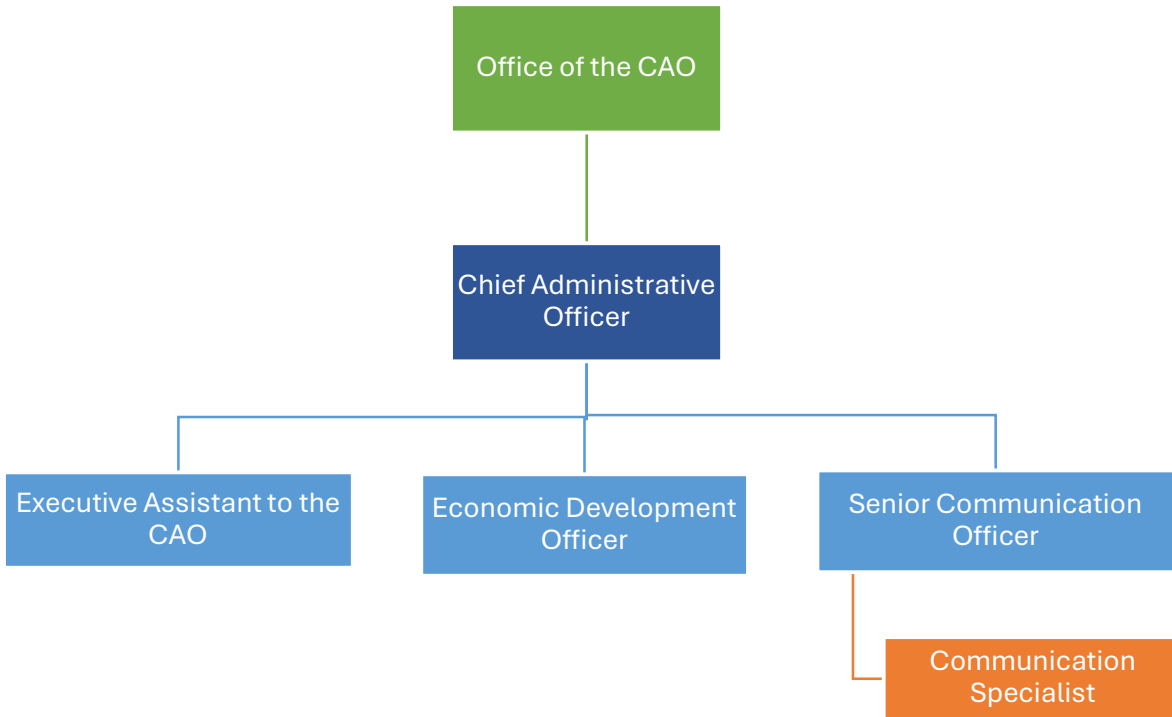 Office of the CAO
Chief Administrative
Officer
Executive Assistant to the
CAO
Economic Development
Officer
Senior Communication
Officer
Communication
Specialist